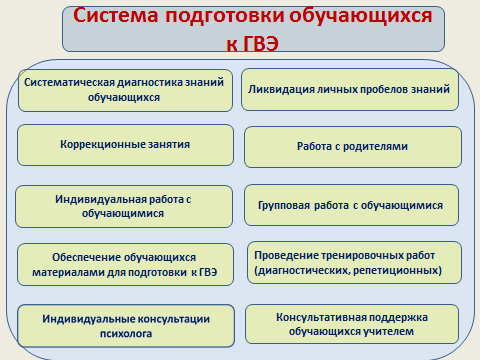 Система подготовки обучающихся
к ГВЭ
Систематическая диагностика знаний
обучающихся
Ликвидация личных пробелов знаний
Коррекционные занятия
Работа с родителями
Индивидуальная работа с
обучающимися
Групповая работа с обучающимися
Обеспечение обучающихся
материалами для подготовки к ГВЭ
Проведение тренировочных работ
(диагностических, репетиционных)
Индивидуальные консультации
психолога
Консультативная поддержка
обучающихся учителем